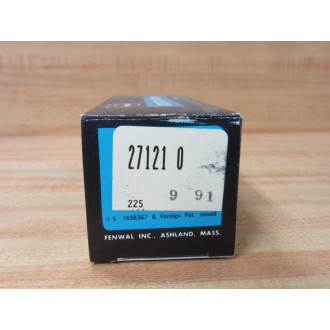 27121 0
9 91
225
U.S. 2698367 & Foreign Pat. issued
FENWAL INC., ASHLAND, MASS.